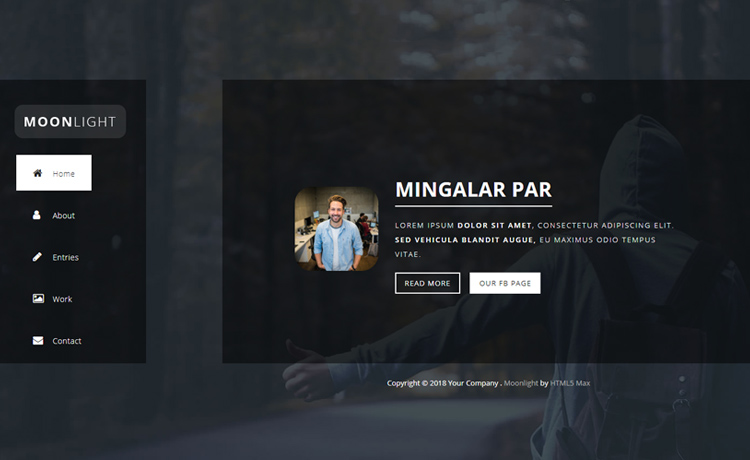 MOONLIGHT
Home
About
Entries
Work
Contact
MINGALAR PAR
LOREM IPSUM DOLOR SIT AMET, CONSECTETUR ADIPISCING ELIT.
SED VEHICULA BLANDIT AUGUE, EU MAXIMUS ODIO TEMPUS
VITAE.
READ MORE
OUR FB PAGE
Copyright © 2018 Your Company . Moonlight by HTML5 Max